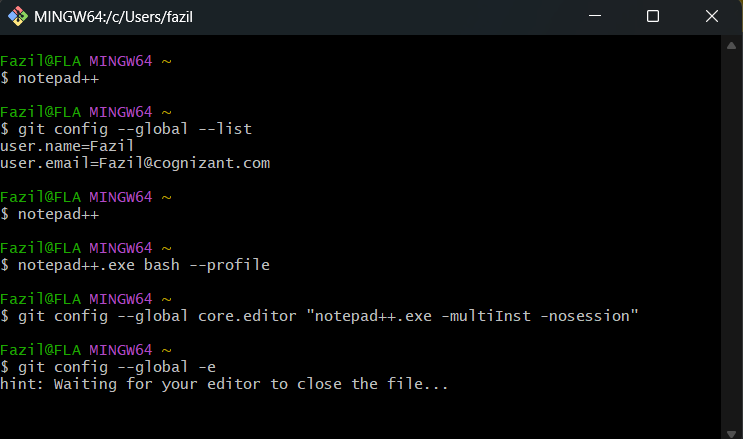 MINGW64:/c/Users/fazil
Fazil@FLA MINGW64 ~
$ notepad++
Fazil@FLA MINGW64 ~
$ git config --global --list
user.name=Fazil
user.email=Fazil@cognizant.com
Fazil@FLA MINGW64 ~
$ notepad++
Fazil@FLA MINGW64 ~
$ notepad++.exe bash --profile
Fazil@FLA MINGW64 ~
$ git config --global core.editor "notepad++.exe -multiInst -nosession"
Fazil@FLA MINGW64 ~
$ git config --global -e
hint: Waiting for your editor to close the file...